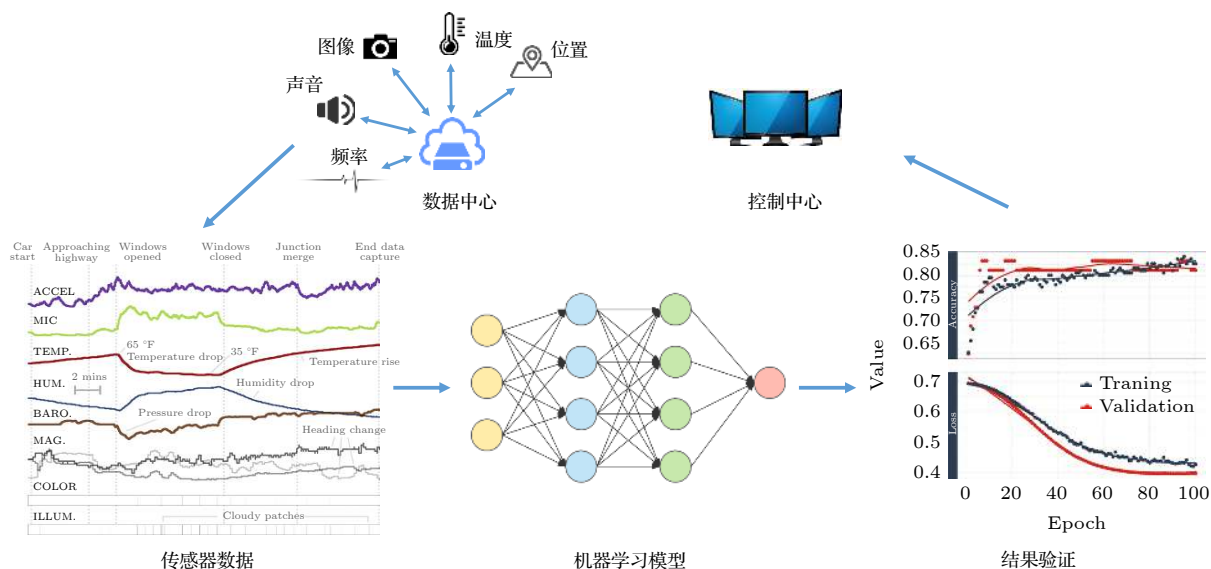 图像
温度
位置
声音
频率
数据中心
控制中心
Car start
Approaching highway
Windows opened
Windows closed
Junction merge
End data capture
ACCEL
MIC
TEMP.
65 °F
Temperature drop
35 °F
Temperature rise
HUM.
2 mins
Humidity drop
BARO.
Pressure drop
MAG.
Heading change
COLOR
ILLUM.
Cloudy patches
传感器数据
机器学习模型
Value
Accuracy
0.85
0.80
0.75
0.70
0.65
Loss
0.7
0.6
0.5
0.4
Traning
Validation
0
20
40
60
80
100
Epoch
结果验证